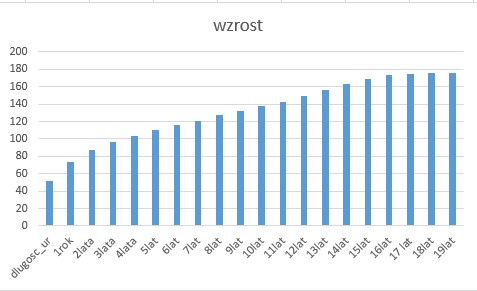 wzrost
200
180
160
140
120
100
80
60
40
20
0
dlugosc_ur
1rok
2lata
3lata
4lata
5lat
6lat
7lat
8lat
9lat
10lat
11lat
12lat
13lat
14lat
15lat
16lat
17 lat
18lat
19lat